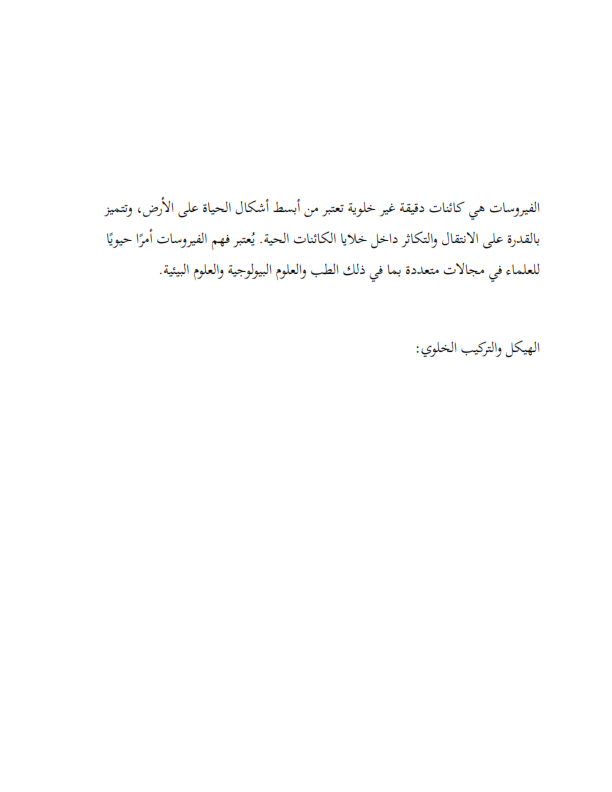 الفيروسات هي كائنات دقيقة غير خلوية تعتبر من أبسط أشكال الحياة على الأرض، وتتميز
بالقدرة على الانتقال والتكاثر داخل خلايا الكائنات الحية. يُعتبر فهم الفيروسات أمرًا حيويًا
للعلماء في مجالات متعددة بما في ذلك الطب والعلوم البيولوجية والعلوم البيئية.
الهيكل والتركيب الخلوي: